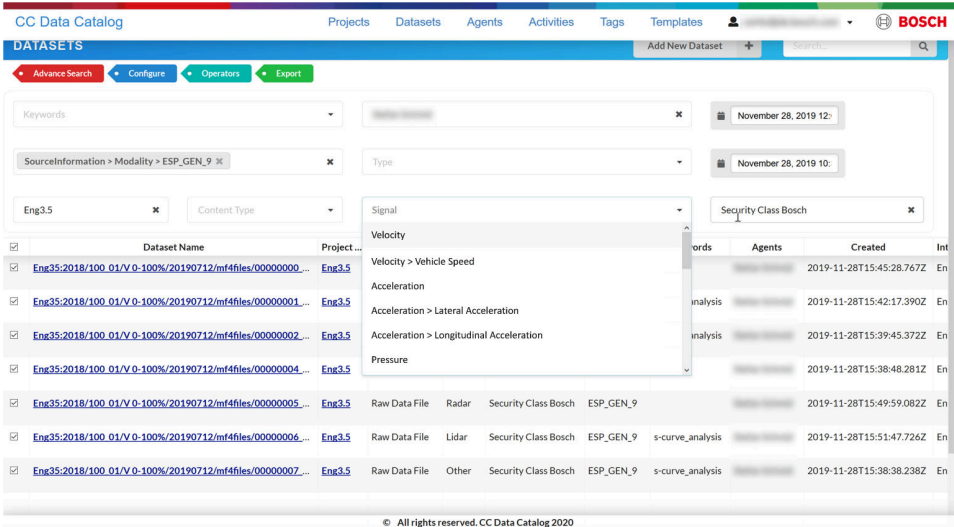 CC Data Catalog Projects Datasets Agents Activities Tags Templates BOSCH
DATASETS Add New Dataset + Search...
Advance Search Configure Operators Export
Keywords November 28, 2019 12:
SourceInformation > Modality > ESP_GEN_9 Type November 28, 2019 10:
Eng3.5 Content Type Signal Security Class Bosch
Velocity
Velocity > Vehicle Speed
Acceleration
Acceleration > Lateral Acceleration
Acceleration > Longitudinal Acceleration
Pressure
Dataset Name Project ... ords Agents Created Int
Eng35:2018/100_01/V 0-100%/20190712/mf4files/00000000_... Eng3.5 2019-11-28T15:45:28.767Z En
Eng35:2018/100_01/V 0-100%/20190712/mf4files/00000001_... Eng3.5 analysis 2019-11-28T15:42:17.390Z En
Eng35:2018/100_01/V 0-100%/20190712/mf4files/00000002_... Eng3.5 analysis 2019-11-28T15:39:45.372Z En
Eng35:2018/100_01/V 0-100%/20190712/mf4files/00000004_... Eng3.5 2019-11-28T15:38:48.281Z En
Eng35:2018/100_01/V 0-100%/20190712/mf4files/00000005_... Eng3.5 Raw Data File Radar Security Class Bosch ESP_GEN_9 2019-11-28T15:49:59.082Z En
Eng35:2018/100_01/V 0-100%/20190712/mf4files/00000006_... Eng3.5 Raw Data File Lidar Security Class Bosch ESP_GEN_9 s-curve_analysis 2019-11-28T15:51:47.726Z En
Eng35:2018/100_01/V 0-100%/20190712/mf4files/00000007_... Eng3.5 Raw Data File Other Security Class Bosch ESP_GEN_9 s-curve_analysis 2019-11-28T15:38:38.238Z En
© All rights reserved. CC Data Catalog 2020